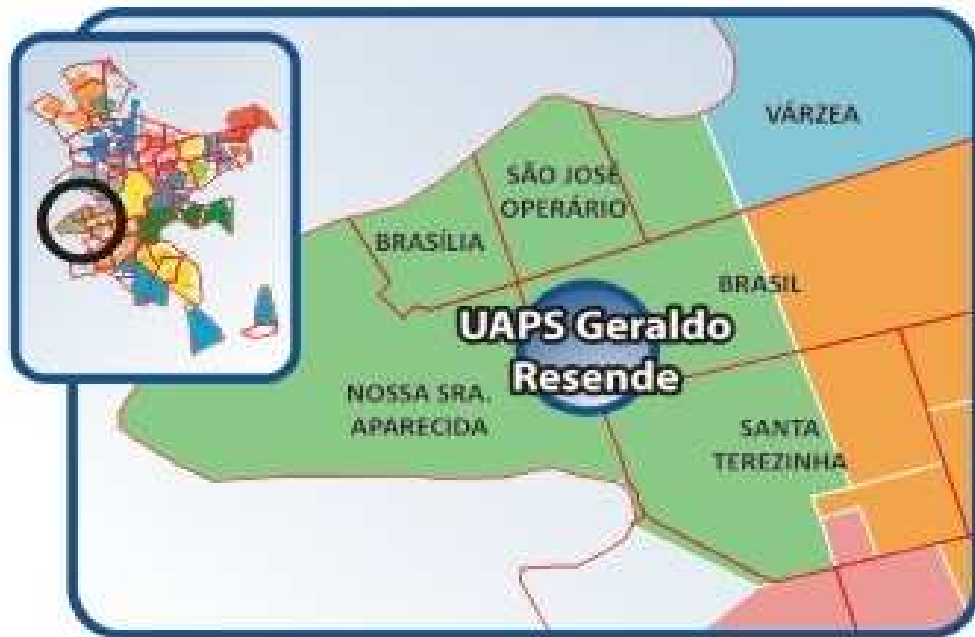 VÁRZEA
SÃO JOSÉ
OPERÁRIO
BRASÍLIA
BRASIL
UAPS Geraldo
Resende
NOSSA SRA.
APARECIDA
SANTA
TEREZINHA